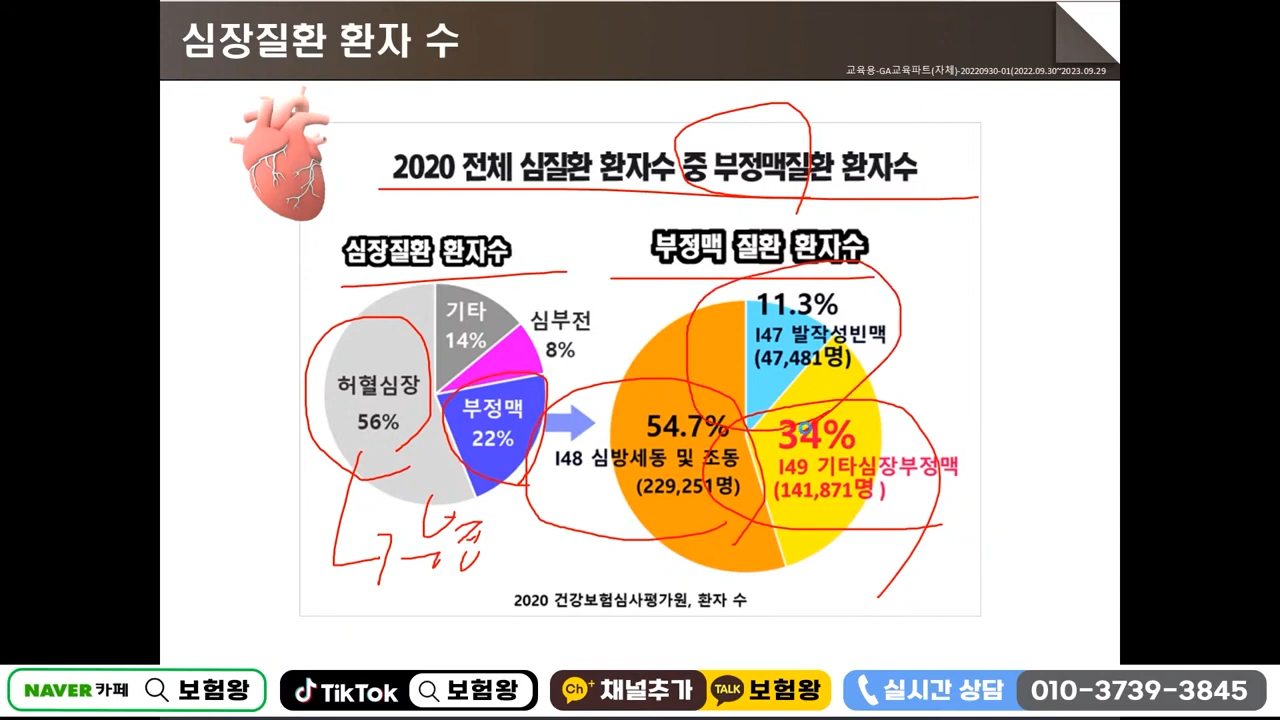 심장질환 환자 수
교육용-GA교육파트(자체)-20220930-01(2022.09.30~2023.09.29
2020 전체 심질환 환자수 중 부정맥질환 환자수
심장질환 환자수
부정맥 질환 환자수
기타
14%
심부전
8%
허혈심장
56%
부정맥
22%
11.3%
I47 발작성빈맥
(47,481명)
54.7%
I48 심방세동 및 조동
(229,251명)
34%
I49 기타심장부정맥
(141,871명 )
2020 건강보험심사평가원, 환자 수
NAVER 카페 보험왕
TikTok 보험왕
Ch+ 채널추가 TALK 보험왕
실시간 상담 010-3739-3845